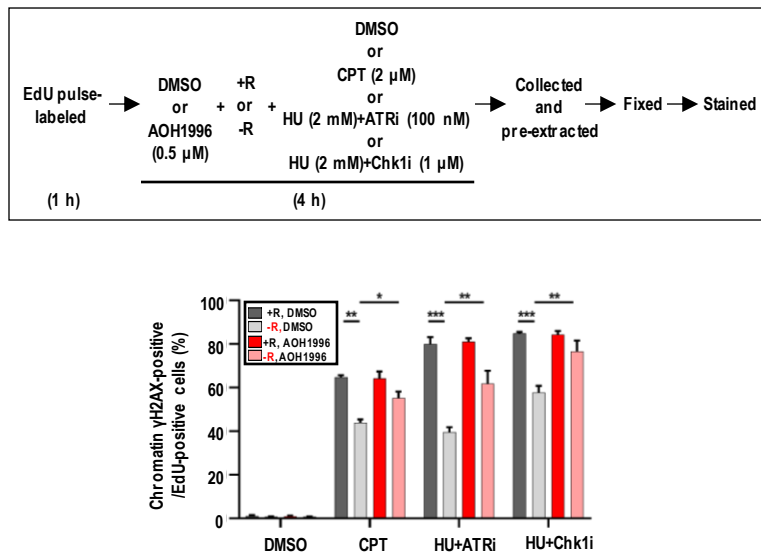 DMSO
or
CPT (2 µM)
or
HU (2 mM)+ATRi (100 nM)
or
HU (2 mM)+Chk1i (1 µM)
EdU pulse-
labeled
DMSO
or
AOH1996
(0.5 µM)
+
+R
or
-R
+
Collected
and
pre-extracted
Fixed
Stained
(1 h)
(4 h)
Chromatin γH2AX-positive
/EdU-positive cells (%)
100
80
60
40
20
0
+R, DMSO
-R, DMSO
+R, AOH1996
-R, AOH1996
**
*
***
**
***
**
DMSO
CPT
HU+ATRi
HU+Chk1i